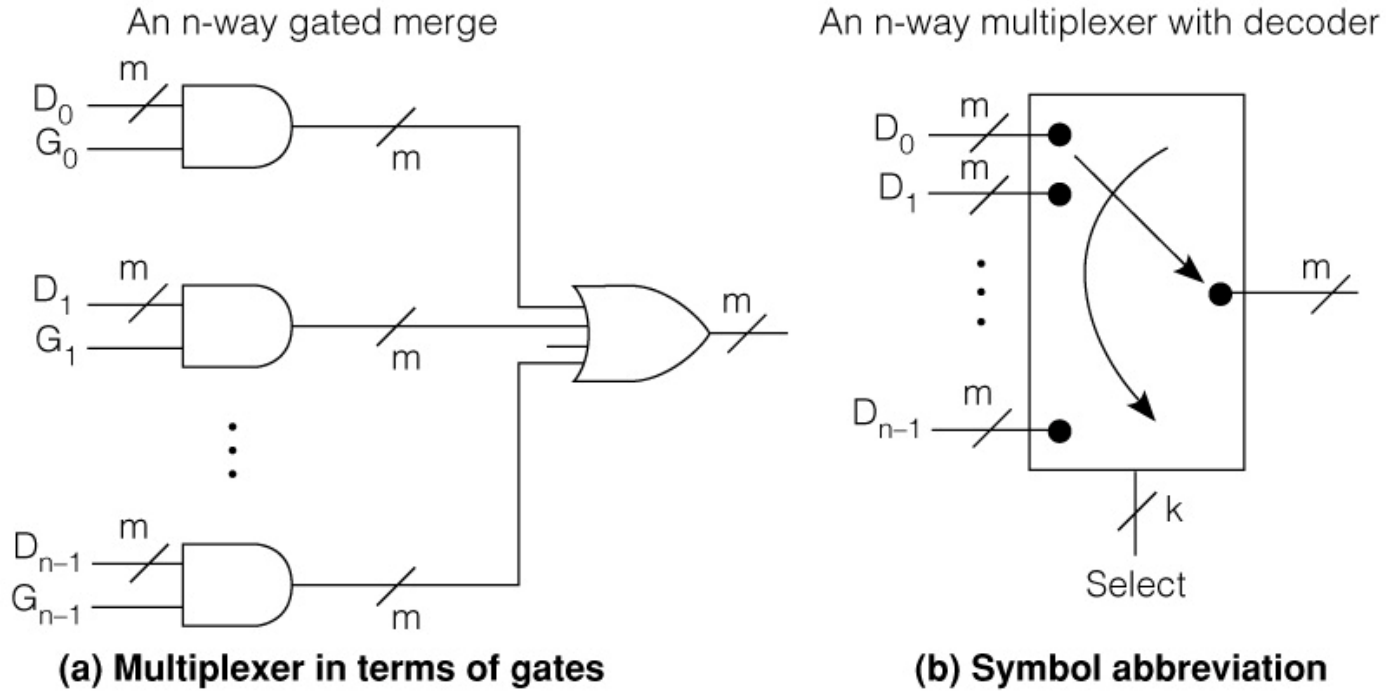 An n-way gated merge
m
D₀
G₀
m
m
D₁
G₁
m
m
m
Dₙ₋₁
Gₙ₋₁
m
(a) Multiplexer in terms of gates
An n-way multiplexer with decoder
m
D₀
m
D₁
m
m
Dₙ₋₁
k
Select
(b) Symbol abbreviation